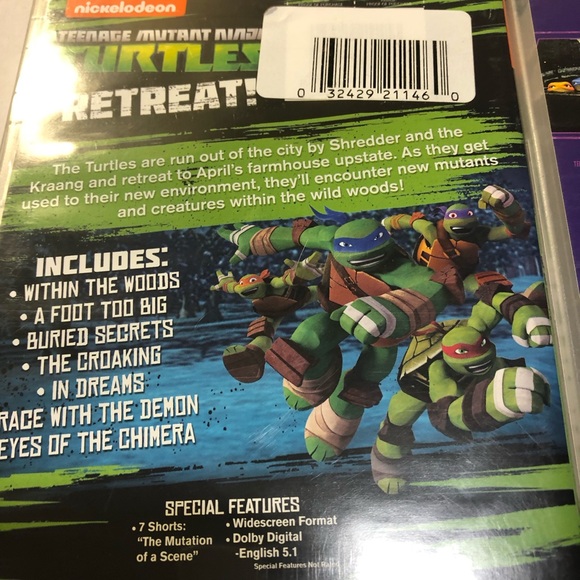 nickelodeon
TEENAGE MUTANT NINJA
TURTLES
RETREAT!
0 32429 21146 0
The Turtles are run out of the city by Shredder and the
Kraang and retreat to April's farmhouse upstate. As they get
used to their new environment, they'll encounter new mutants
and creatures within the wild woods!
INCLUDES:
• WITHIN THE WOODS
• A FOOT TOO BIG
• BURIED SECRETS
• THE CROAKING
• IN DREAMS
RACE WITH THE DEMON
EYES OF THE CHIMERA
SPECIAL FEATURES
• 7 Shorts:
"The Mutation
of a Scene"
• Widescreen Format
• Dolby Digital
-English 5.1
Special Features Not Rated